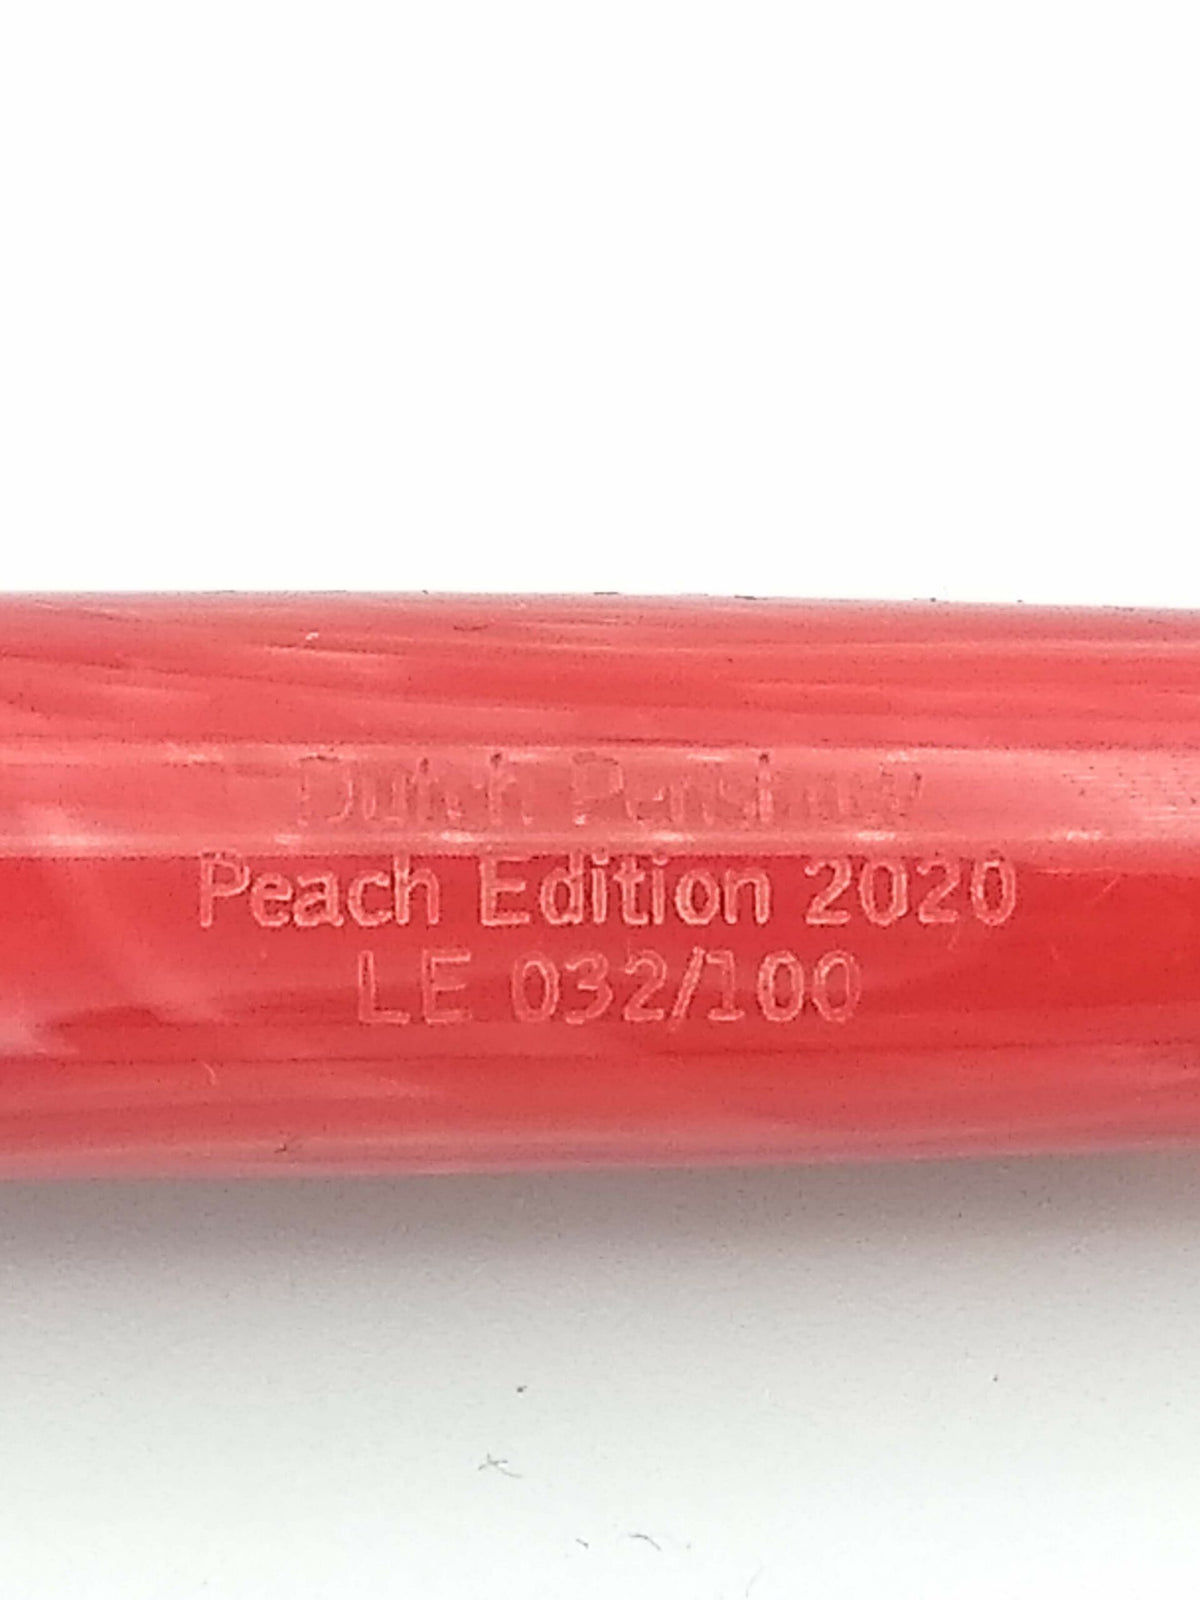 Dutch Penshow
Peach Edition 2020
LE 032/100